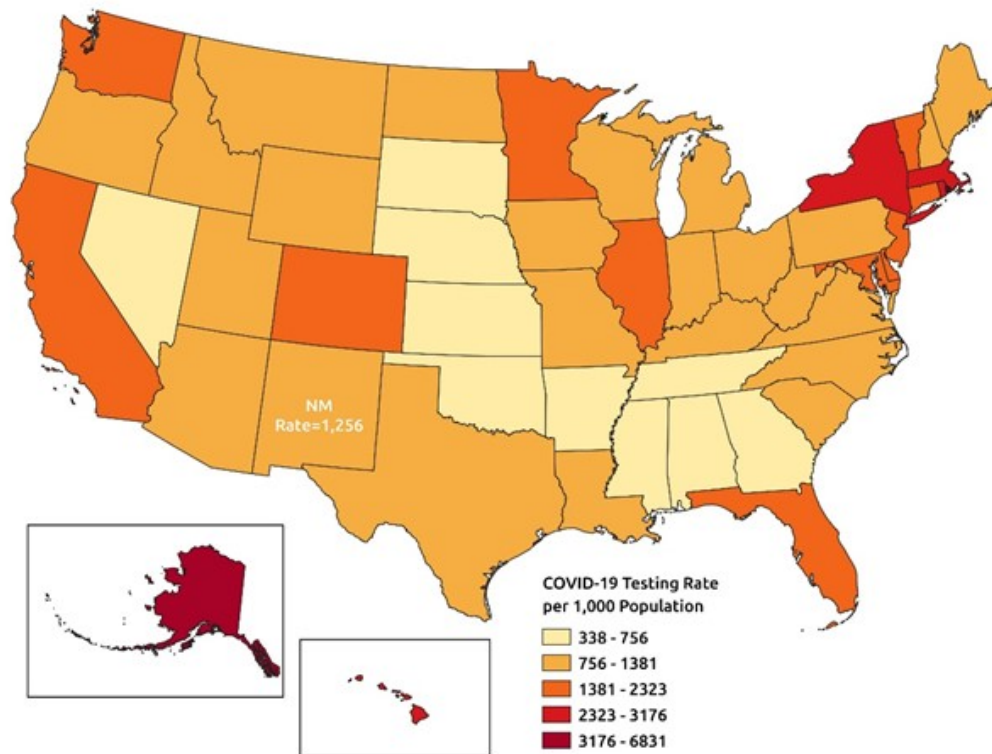 NM
Rate=1,256
COVID-19 Testing Rate
per 1,000 Population
338 - 756
756 - 1381
1381 - 2323
2323 - 3176
3176 - 6831